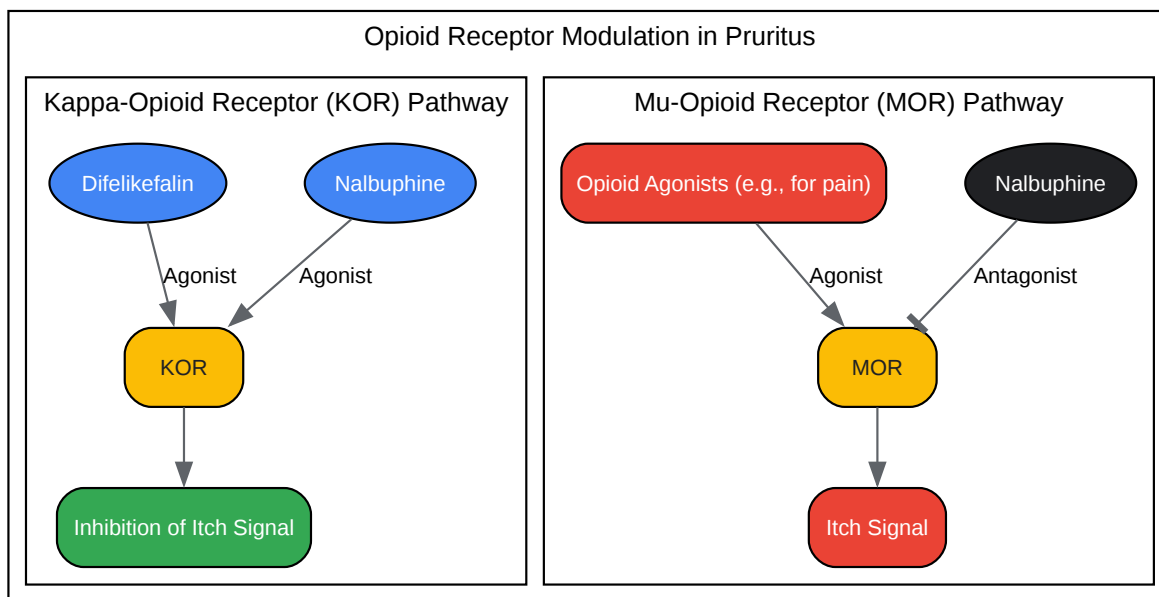 Opioid Receptor Modulation in Pruritus
Kappa-Opioid Receptor (KOR) Pathway
Difelikefalin
Nalbuphine
Agonist
Agonist
KOR
Inhibition of Itch Signal
Mu-Opioid Receptor (MOR) Pathway
Opioid Agonists (e.g., for pain)
Nalbuphine
Agonist
Antagonist
MOR
Itch Signal